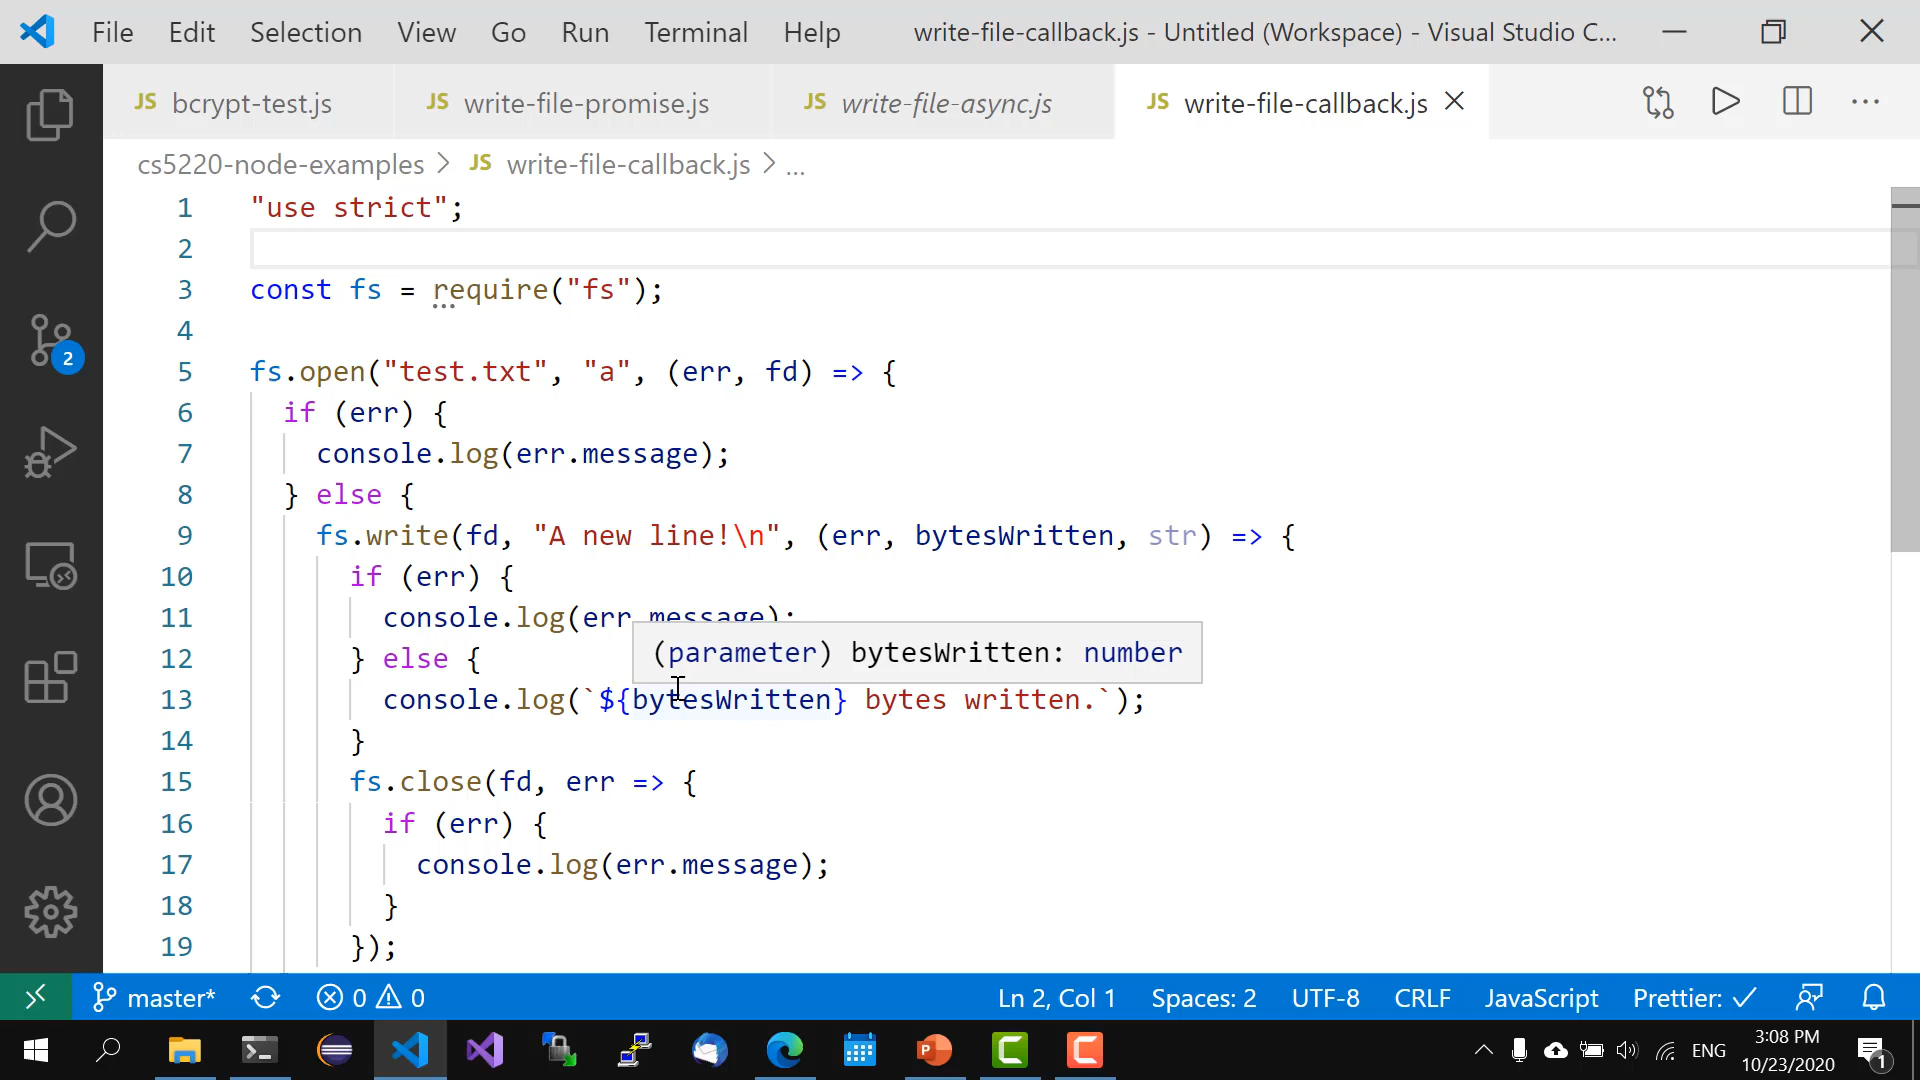 File Edit Selection View Go Run Terminal Help write-file-callback.js - Untitled (Workspace) - Visual Studio C...
JS bcrypt-test.js JS write-file-promise.js JS write-file-async.js JS write-file-callback.js
cs5220-node-examples > JS write-file-callback.js > ...
1 "use strict";
2
3 const fs = require("fs");
4
5 fs.open("test.txt", "a", (err, fd) => {
6 if (err) {
7 console.log(err.message);
8 } else {
9 fs.write(fd, "A new line!\n", (err, bytesWritten, str) => {
10 if (err) {
11 console.log(err.message);
(parameter) bytesWritten: number
12 } else {
13 console.log(`${bytesWritten} bytes written.`);
14 }
15 fs.close(fd, err => {
16 if (err) {
17 console.log(err.message);
18 }
19 });
2
master* 0 0 Ln 2, Col 1 Spaces: 2 UTF-8 CRLF JavaScript Prettier: ✓
ENG 3:08 PM
10/23/2020
1